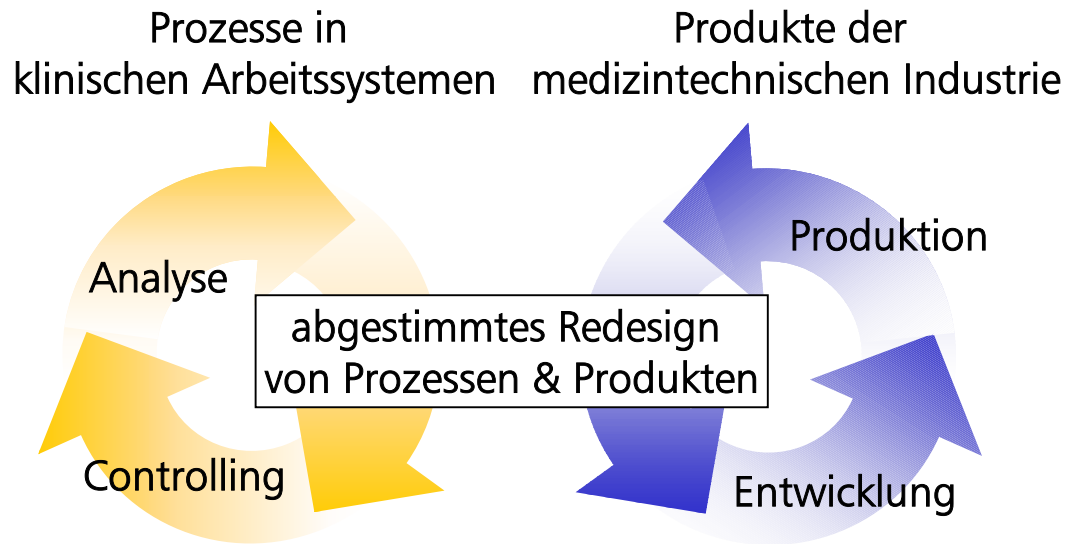 Prozesse in
klinischen Arbeitssystemen
Produkte der
medizintechnischen Industrie
Produktion
Analyse
abgestimmtes Redesign
von Prozessen & Produkten
Controlling
Entwicklung